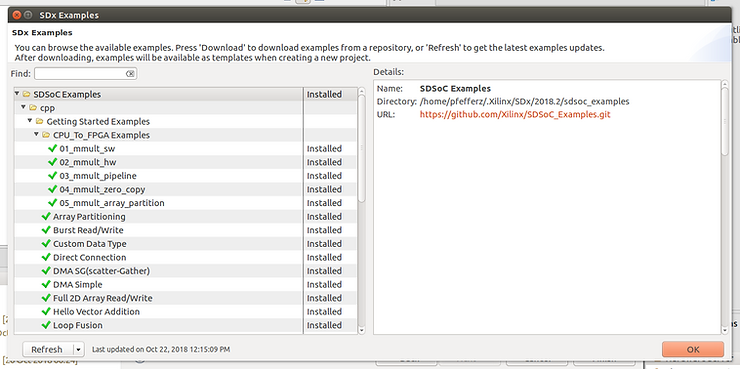 SDx Examples
SDx Examples
You can browse the available examples. Press 'Download' to download examples from a repository, or 'Refresh' to get the latest examples updates.
After downloading, examples will be available as templates when creating a new project.
Find:
Details:
SDSoC Examples Installed
cpp
Getting Started Examples
CPU_To_FPGA Examples
01_mmult_sw Installed
02_mmult_hw Installed
03_mmult_pipeline Installed
04_mmult_zero_copy Installed
05_mmult_array_partition Installed
Array Partitioning Installed
Burst Read/Write Installed
Custom Data Type Installed
Direct Connection Installed
DMA SG(scatter-Gather) Installed
DMA Simple Installed
Full 2D Array Read/Write Installed
Hello Vector Addition Installed
Loop Fusion Installed
Name: SDSoC Examples
Directory: /home/pfefferz/.Xilinx/SDx/2018.2/sdsoc_examples
URL: https://github.com/Xilinx/SDSoC_Examples.git
Refresh
Last updated on Oct 22, 2018 12:15:09 PM
OK